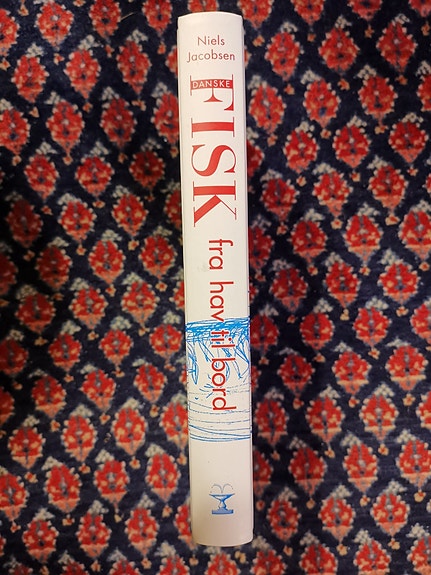 Niels
Jacobsen
DANSKE
FISK
fra hav til bord